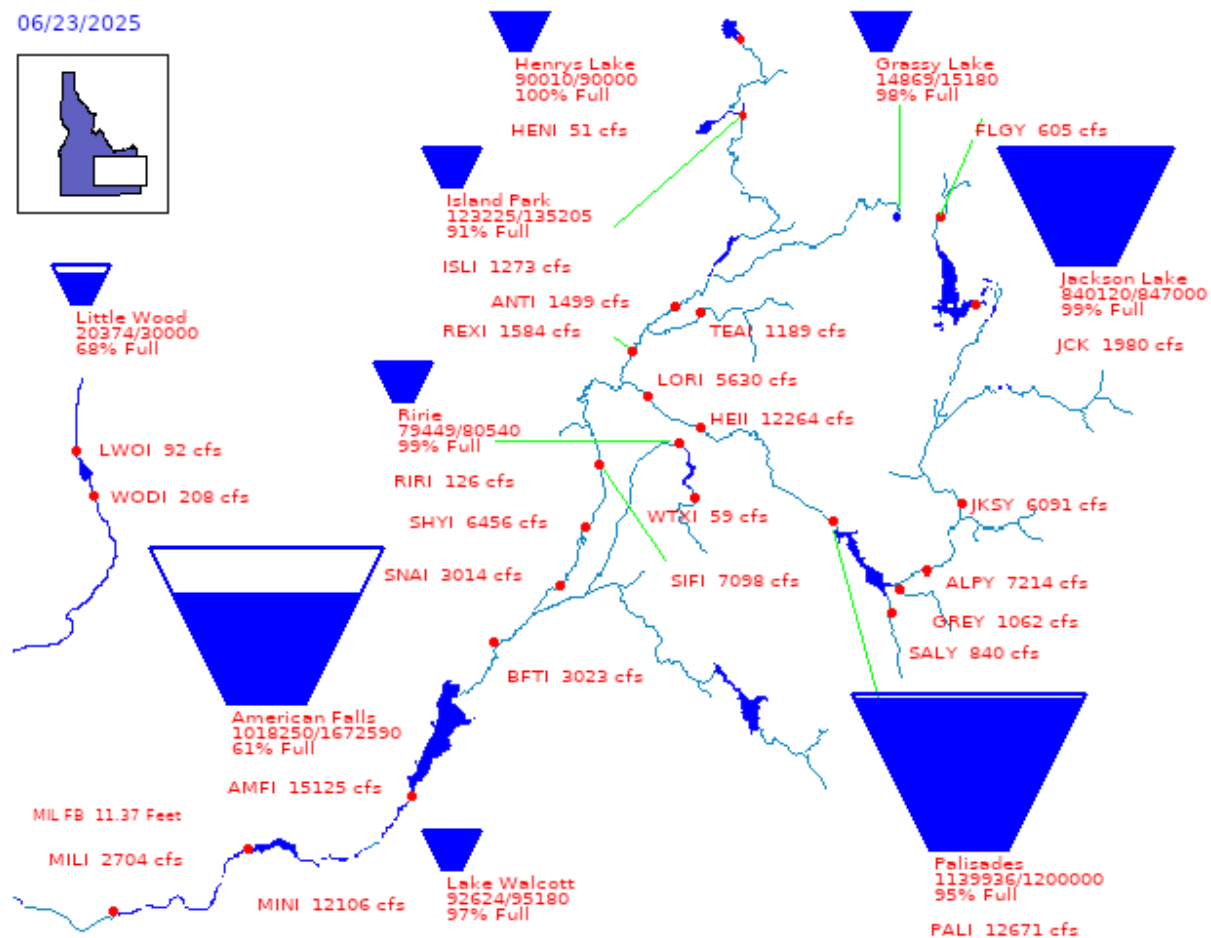 06/23/2025
Henrys Lake
90010/90000
100% Full
HENI 51 cfs
Grassy Lake
14869/15180
98% Full
FLGY 605 cfs
Island Park
123225/135205
91% Full
ISLI 1273 cfs
ANTI 1499 cfs
REXI 1584 cfs
TEAI 1189 cfs
Jackson Lake
840120/847000
99% Full
JCK 1980 cfs
Little Wood
20374/30000
68% Full
LORI 5630 cfs
HEII 12264 cfs
Ririe
79449/80540
99% Full
RIRI 126 cfs
LWOI 92 cfs
WODI 208 cfs
SHYI 6456 cfs
WTXI 59 cfs
JKSY 6091 cfs
SNAI 3014 cfs
SIFI 7098 cfs
ALPY 7214 cfs
GREY 1062 cfs
SALY 840 cfs
BFTI 3023 cfs
American Falls
1018250/1672590
61% Full
AMFI 15125 cfs
MIL FB 11.37 Feet
MILI 2704 cfs
MINI 12106 cfs
Lake Walcott
92624/95180
97% Full
Palisades
1139936/1200000
95% Full
PALI 12671 cfs